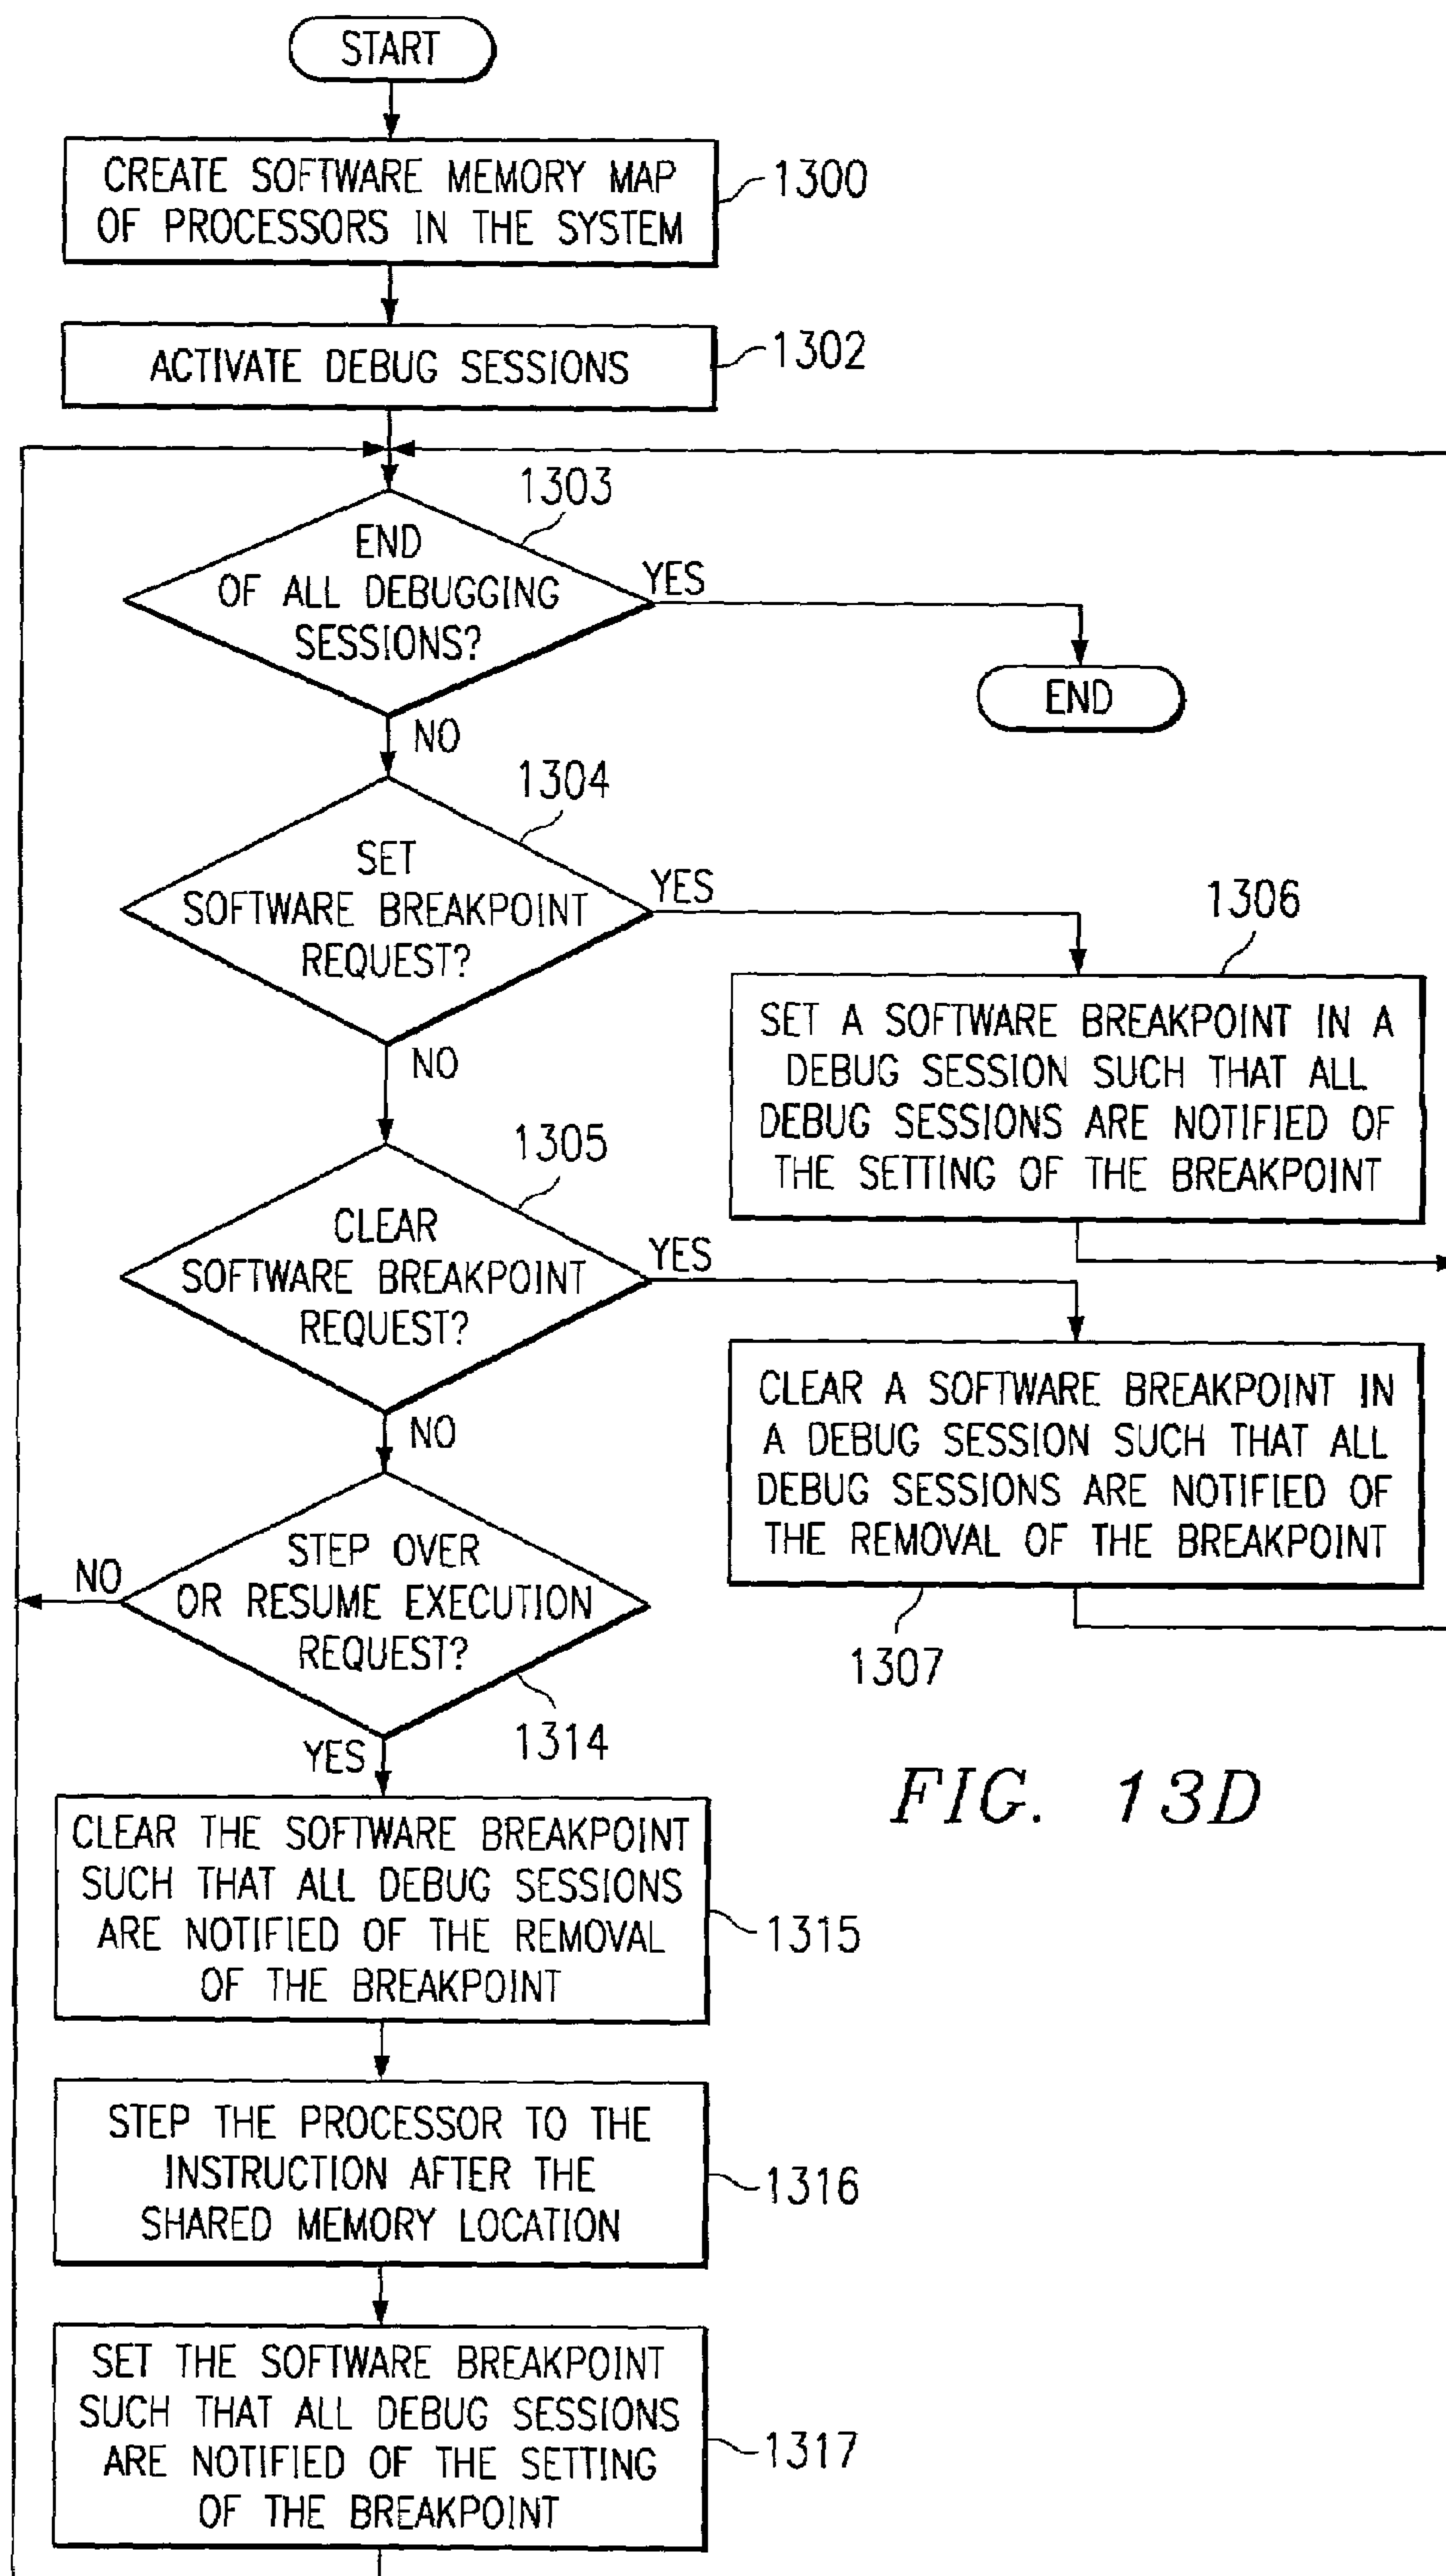 START
CREATE SOFTWARE MEMORY MAP
OF PROCESSORS IN THE SYSTEM
1300
ACTIVATE DEBUG SESSIONS
1302
1303
END
OF ALL DEBUGGING
SESSIONS?
YES
END
NO
1304
SET
SOFTWARE BREAKPOINT
REQUEST?
YES
1306
SET A SOFTWARE BREAKPOINT IN A
DEBUG SESSION SUCH THAT ALL
DEBUG SESSIONS ARE NOTIFIED OF
THE SETTING OF THE BREAKPOINT
NO
1305
CLEAR
SOFTWARE BREAKPOINT
REQUEST?
YES
CLEAR A SOFTWARE BREAKPOINT IN
A DEBUG SESSION SUCH THAT ALL
DEBUG SESSIONS ARE NOTIFIED OF
THE REMOVAL OF THE BREAKPOINT
1307
NO
STEP OVER
OR RESUME EXECUTION
REQUEST?
NO
1314
YES
FIG. 13D
CLEAR THE SOFTWARE BREAKPOINT
SUCH THAT ALL DEBUG SESSIONS
ARE NOTIFIED OF THE REMOVAL
OF THE BREAKPOINT
1315
STEP THE PROCESSOR TO THE
INSTRUCTION AFTER THE
SHARED MEMORY LOCATION
1316
SET THE SOFTWARE BREAKPOINT
SUCH THAT ALL DEBUG SESSIONS
ARE NOTIFIED OF THE SETTING
OF THE BREAKPOINT
1317